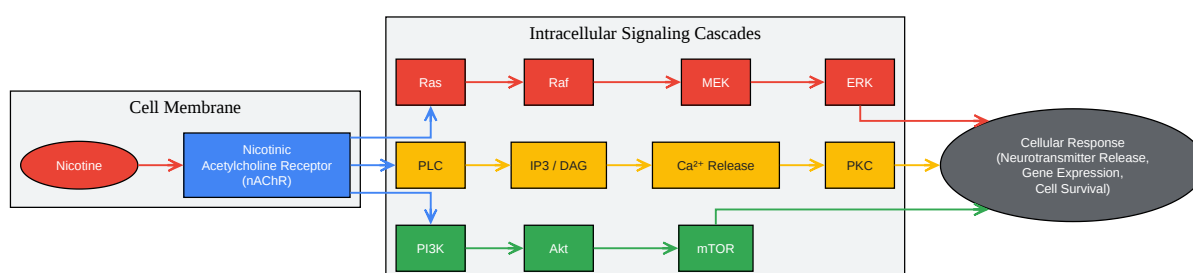 Intracellular Signaling Cascades
Ras
Raf
MEK
ERK
Cell Membrane
Nicotine
Nicotinic
Acetylcholine Receptor
(nAChR)
PLC
IP3 / DAG
Ca²⁺ Release
PKC
Cellular Response
(Neurotransmitter Release,
Gene Expression,
Cell Survival)
PI3K
Akt
mTOR